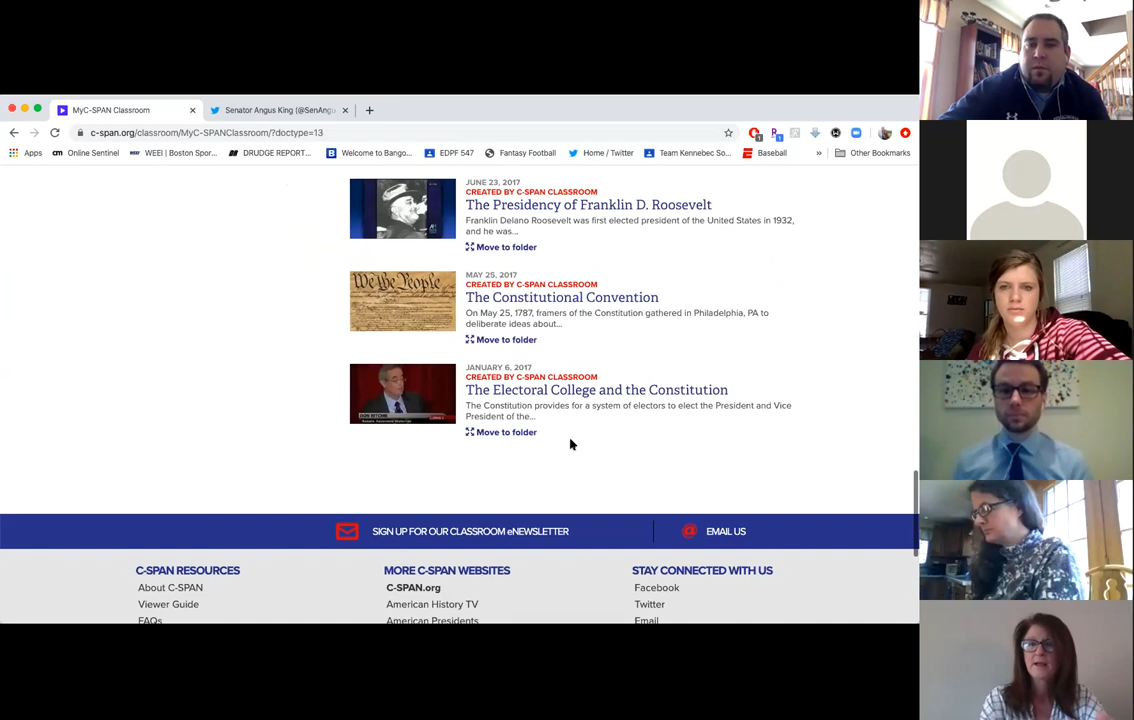 MyC-SPAN Classroom
Senator Angus King (@SenAngu
c-span.org/classroom/MyC-SPANClassroom/?doctype=13
Apps Online Sentinel WEEI | Boston Spor... DRUDGE REPORT... Welcome to Bango... EDPF 547 Fantasy Football Home / Twitter Team Kennebec So... Baseball » Other Bookmarks
JUNE 23, 2017
CREATED BY C-SPAN CLASSROOM
The Presidency of Franklin D. Roosevelt
Franklin Delano Roosevelt was first elected president of the United States in 1932,
and he was...
Move to folder
We the People
MAY 25, 2017
CREATED BY C-SPAN CLASSROOM
The Constitutional Convention
On May 25, 1787, framers of the Constitution gathered in Philadelphia, PA to
deliberate ideas about...
Move to folder
DON RITCHIE
JANUARY 6, 2017
CREATED BY C-SPAN CLASSROOM
The Electoral College and the Constitution
The Constitution provides for a system of electors to elect the President and Vice
President of the...
Move to folder
SIGN UP FOR OUR CLASSROOM eNEWSLETTER
@ EMAIL US
C-SPAN RESOURCES
About C-SPAN
Viewer Guide
FAQs
MORE C-SPAN WEBSITES
C-SPAN.org
American History TV
American Presidents
STAY CONNECTED WITH US
Facebook
Twitter
Email